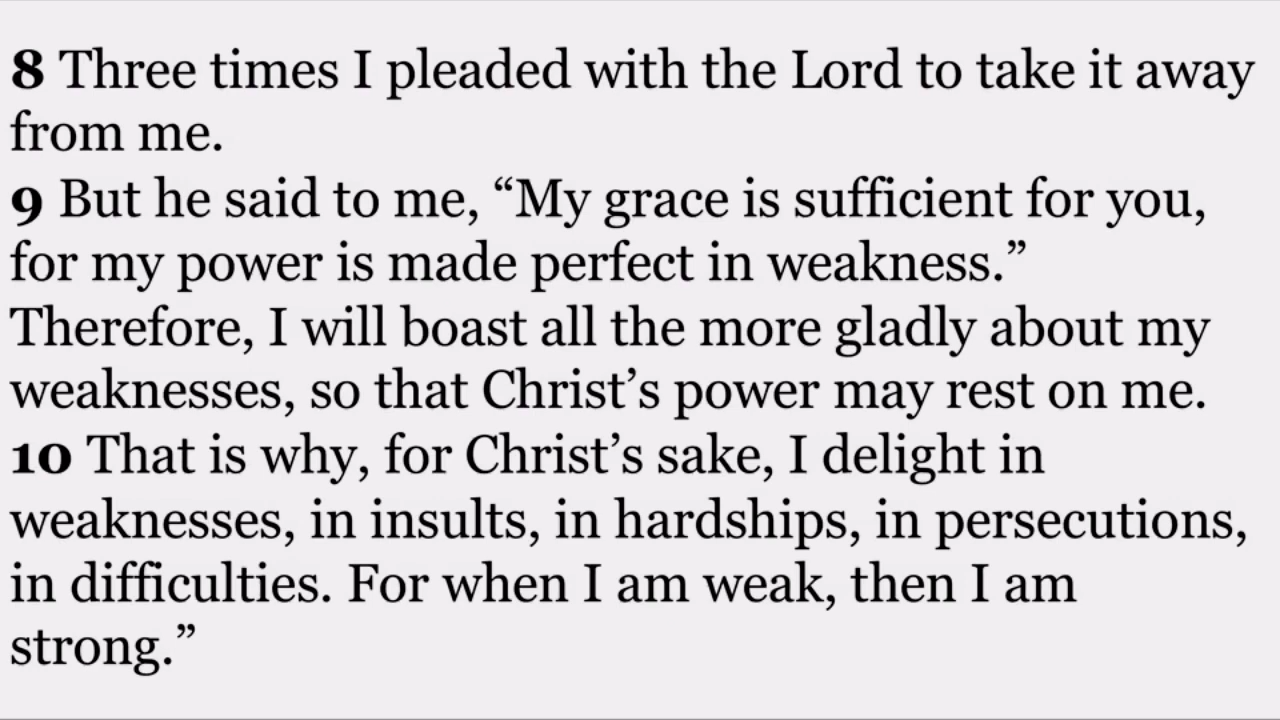 8 Three times I pleaded with the Lord to take it away
from me.
9 But he said to me, “My grace is sufficient for you,
for my power is made perfect in weakness.”
Therefore, I will boast all the more gladly about my
weaknesses, so that Christ’s power may rest on me.
10 That is why, for Christ’s sake, I delight in
weaknesses, in insults, in hardships, in persecutions,
in difficulties. For when I am weak, then I am
strong.”